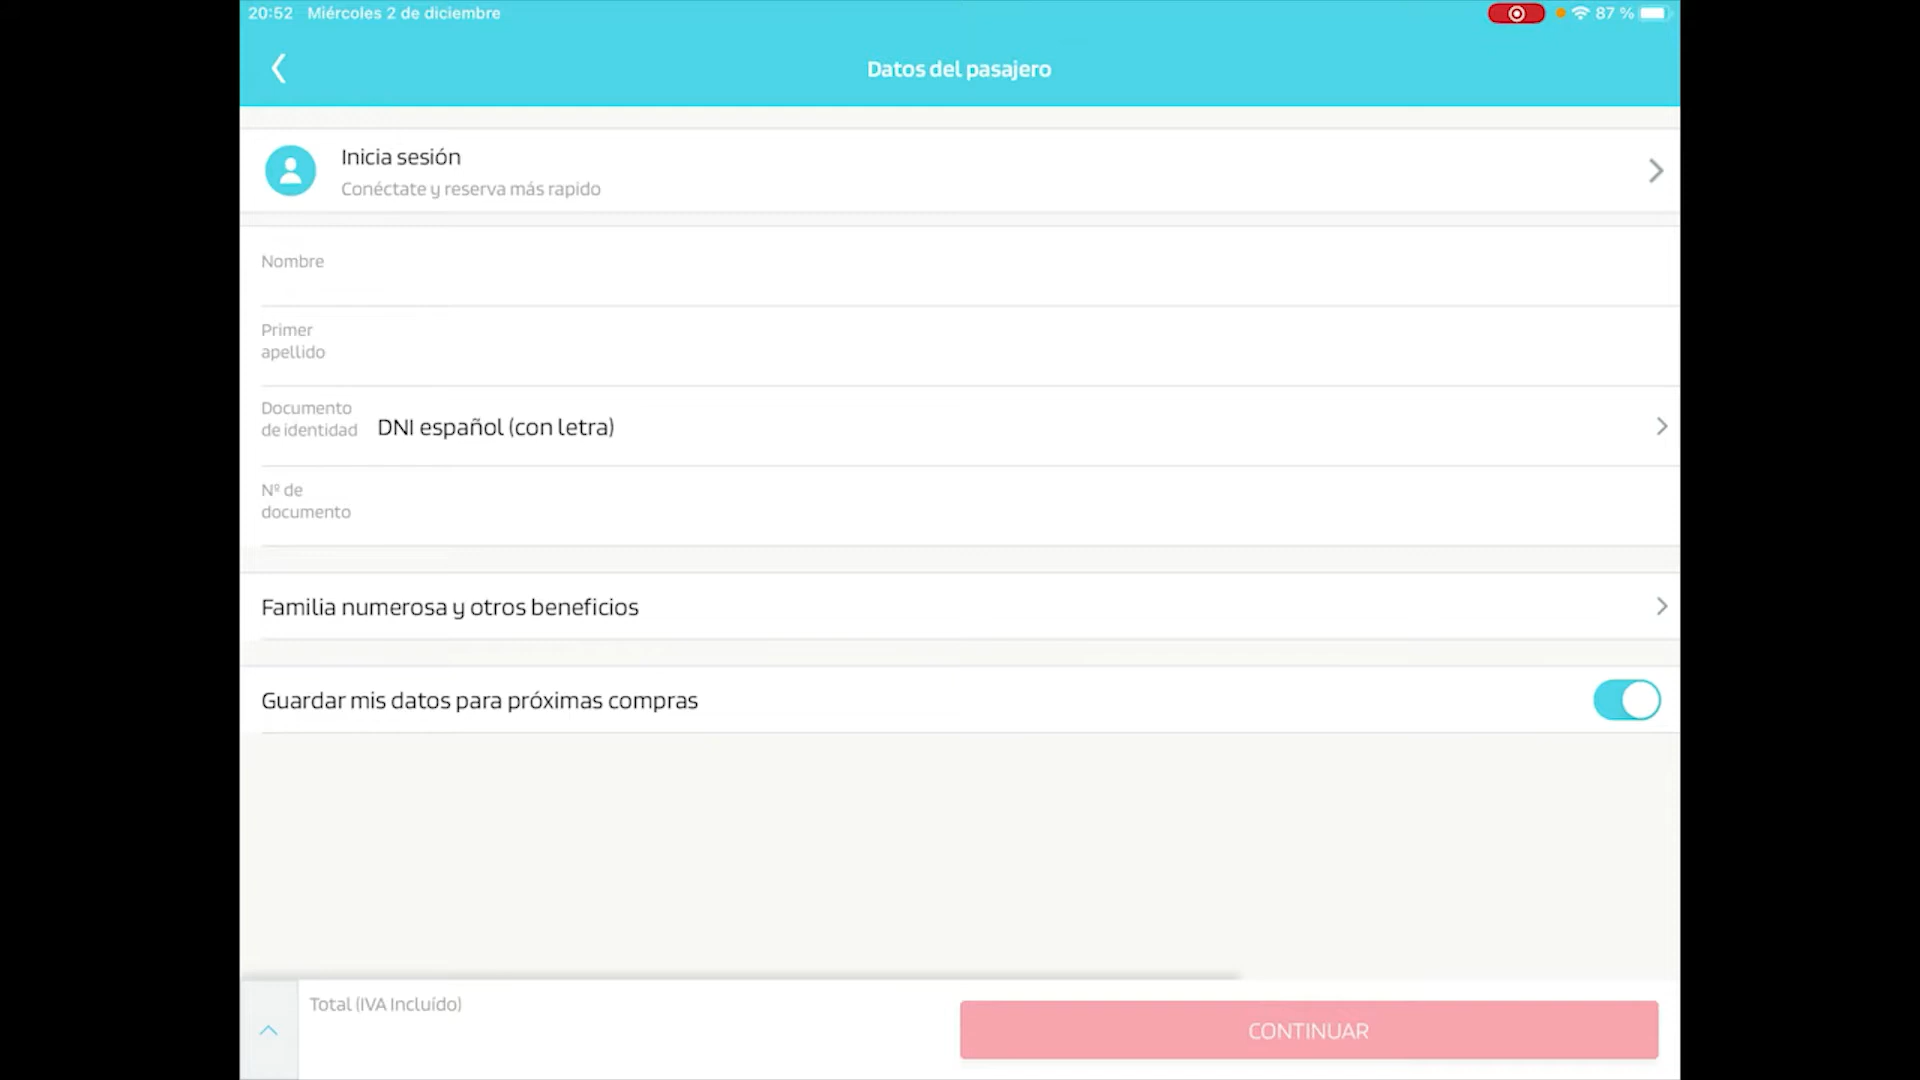 20:52 Miércoles 2 de diciembre
87 %
Datos del pasajero
Inicia sesión
Conéctate y reserva más rapido
Nombre
Primer
apellido
Documento
de identidad
DNI español (con letra)
Nº de
documento
Familia numerosa y otros beneficios
Guardar mis datos para próximas compras
Total (IVA Incluído)
CONTINUAR